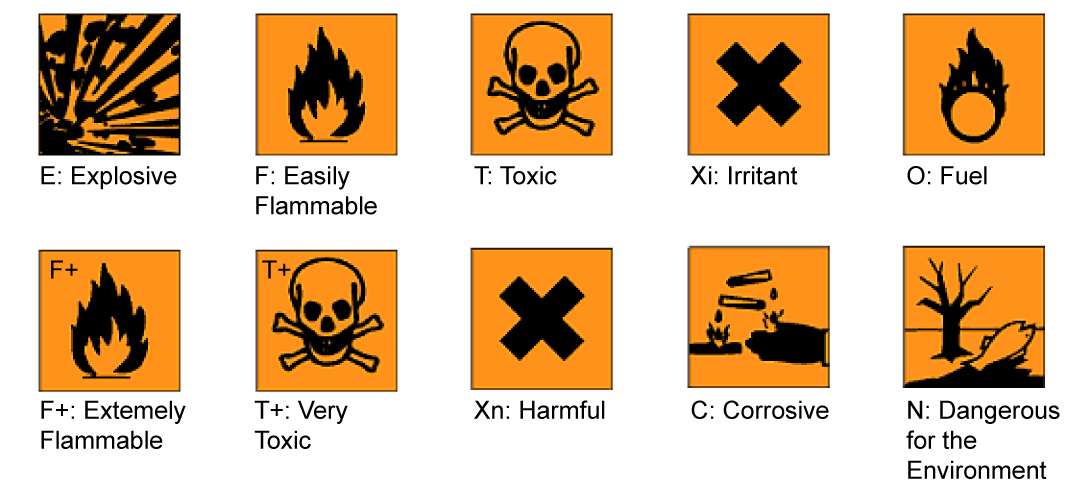 E: Explosive
F: Easily
Flammable
T: Toxic
Xi: Irritant
O: Fuel
F+
F+: Extemely
Flammable
T+
T+: Very
Toxic
Xn: Harmful
C: Corrosive
N: Dangerous
for the
Environment